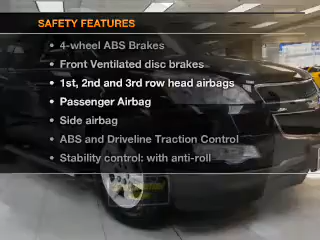 SAFETY FEATURES
• 4-wheel ABS Brakes
• Front Ventilated disc brakes
• 1st, 2nd and 3rd row head airbags
• Passenger Airbag
• Side airbag
• ABS and Driveline Traction Control
• Stability control: with anti-roll